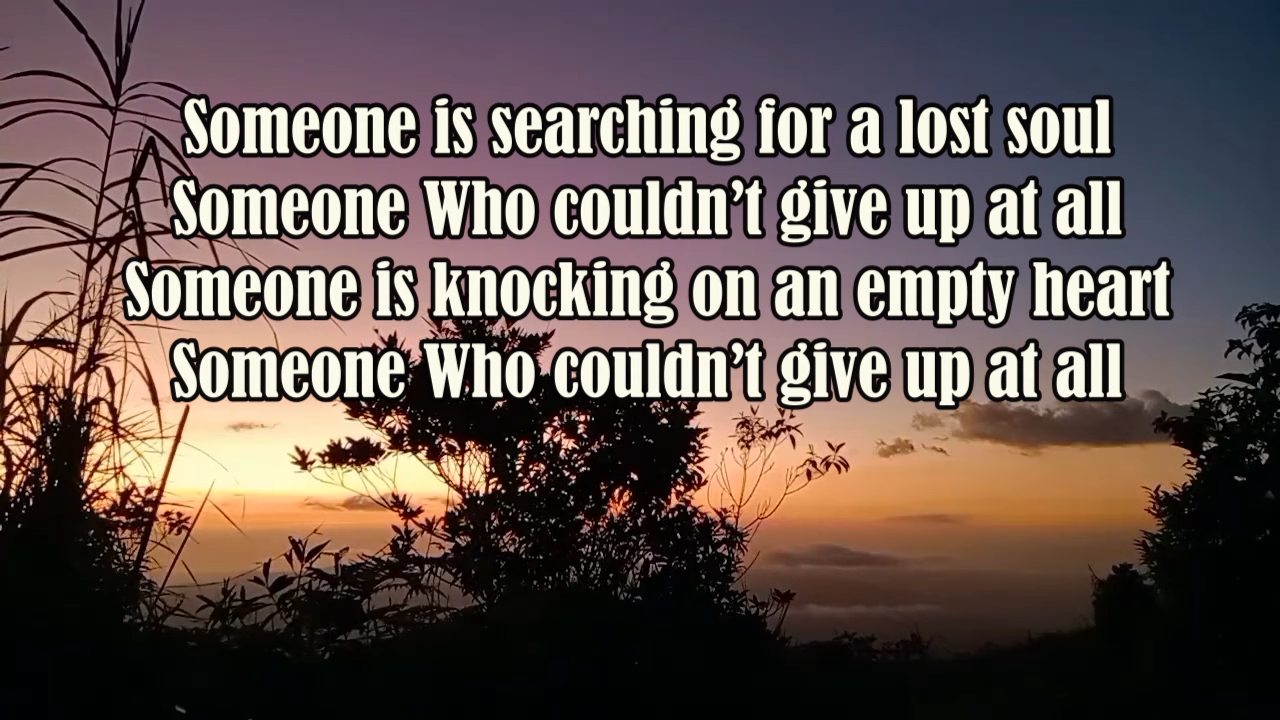 Someone is searching for a lost soul
Someone Who couldn’t give up at all
Someone is knocking on an empty heart
Someone Who couldn’t give up at all